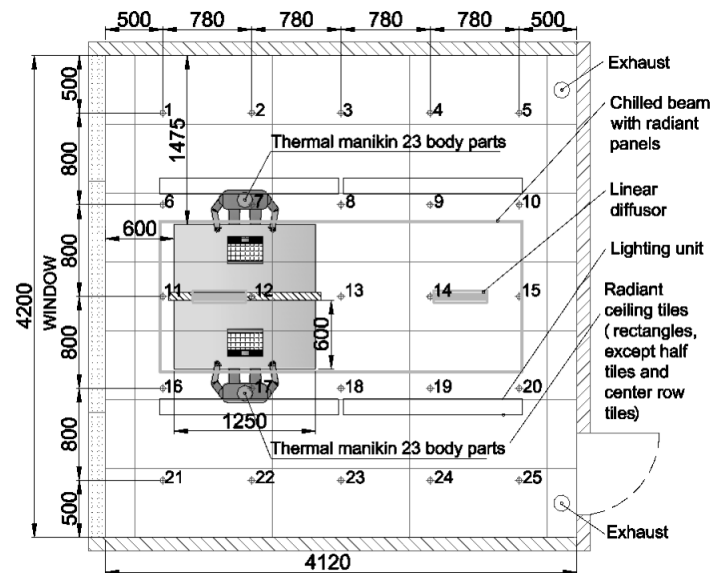 500 780 780 780 780 500
Exhaust
500
1 2 3 4 5
Chilled beam
with radiant
panels
1475
Thermal manikin 23 body parts
800
Linear
diffusor
6 7 8 9 10
600
Lighting unit
800
4200
WINDOW
11 12 13 14 15
Radiant
ceiling tiles
( rectangles,
except half
tiles and
center row
tiles)
600
800
16 17 18 19 20
1250
Thermal manikin 23 body parts
800
21 22 23 24 25
500
Exhaust
4120